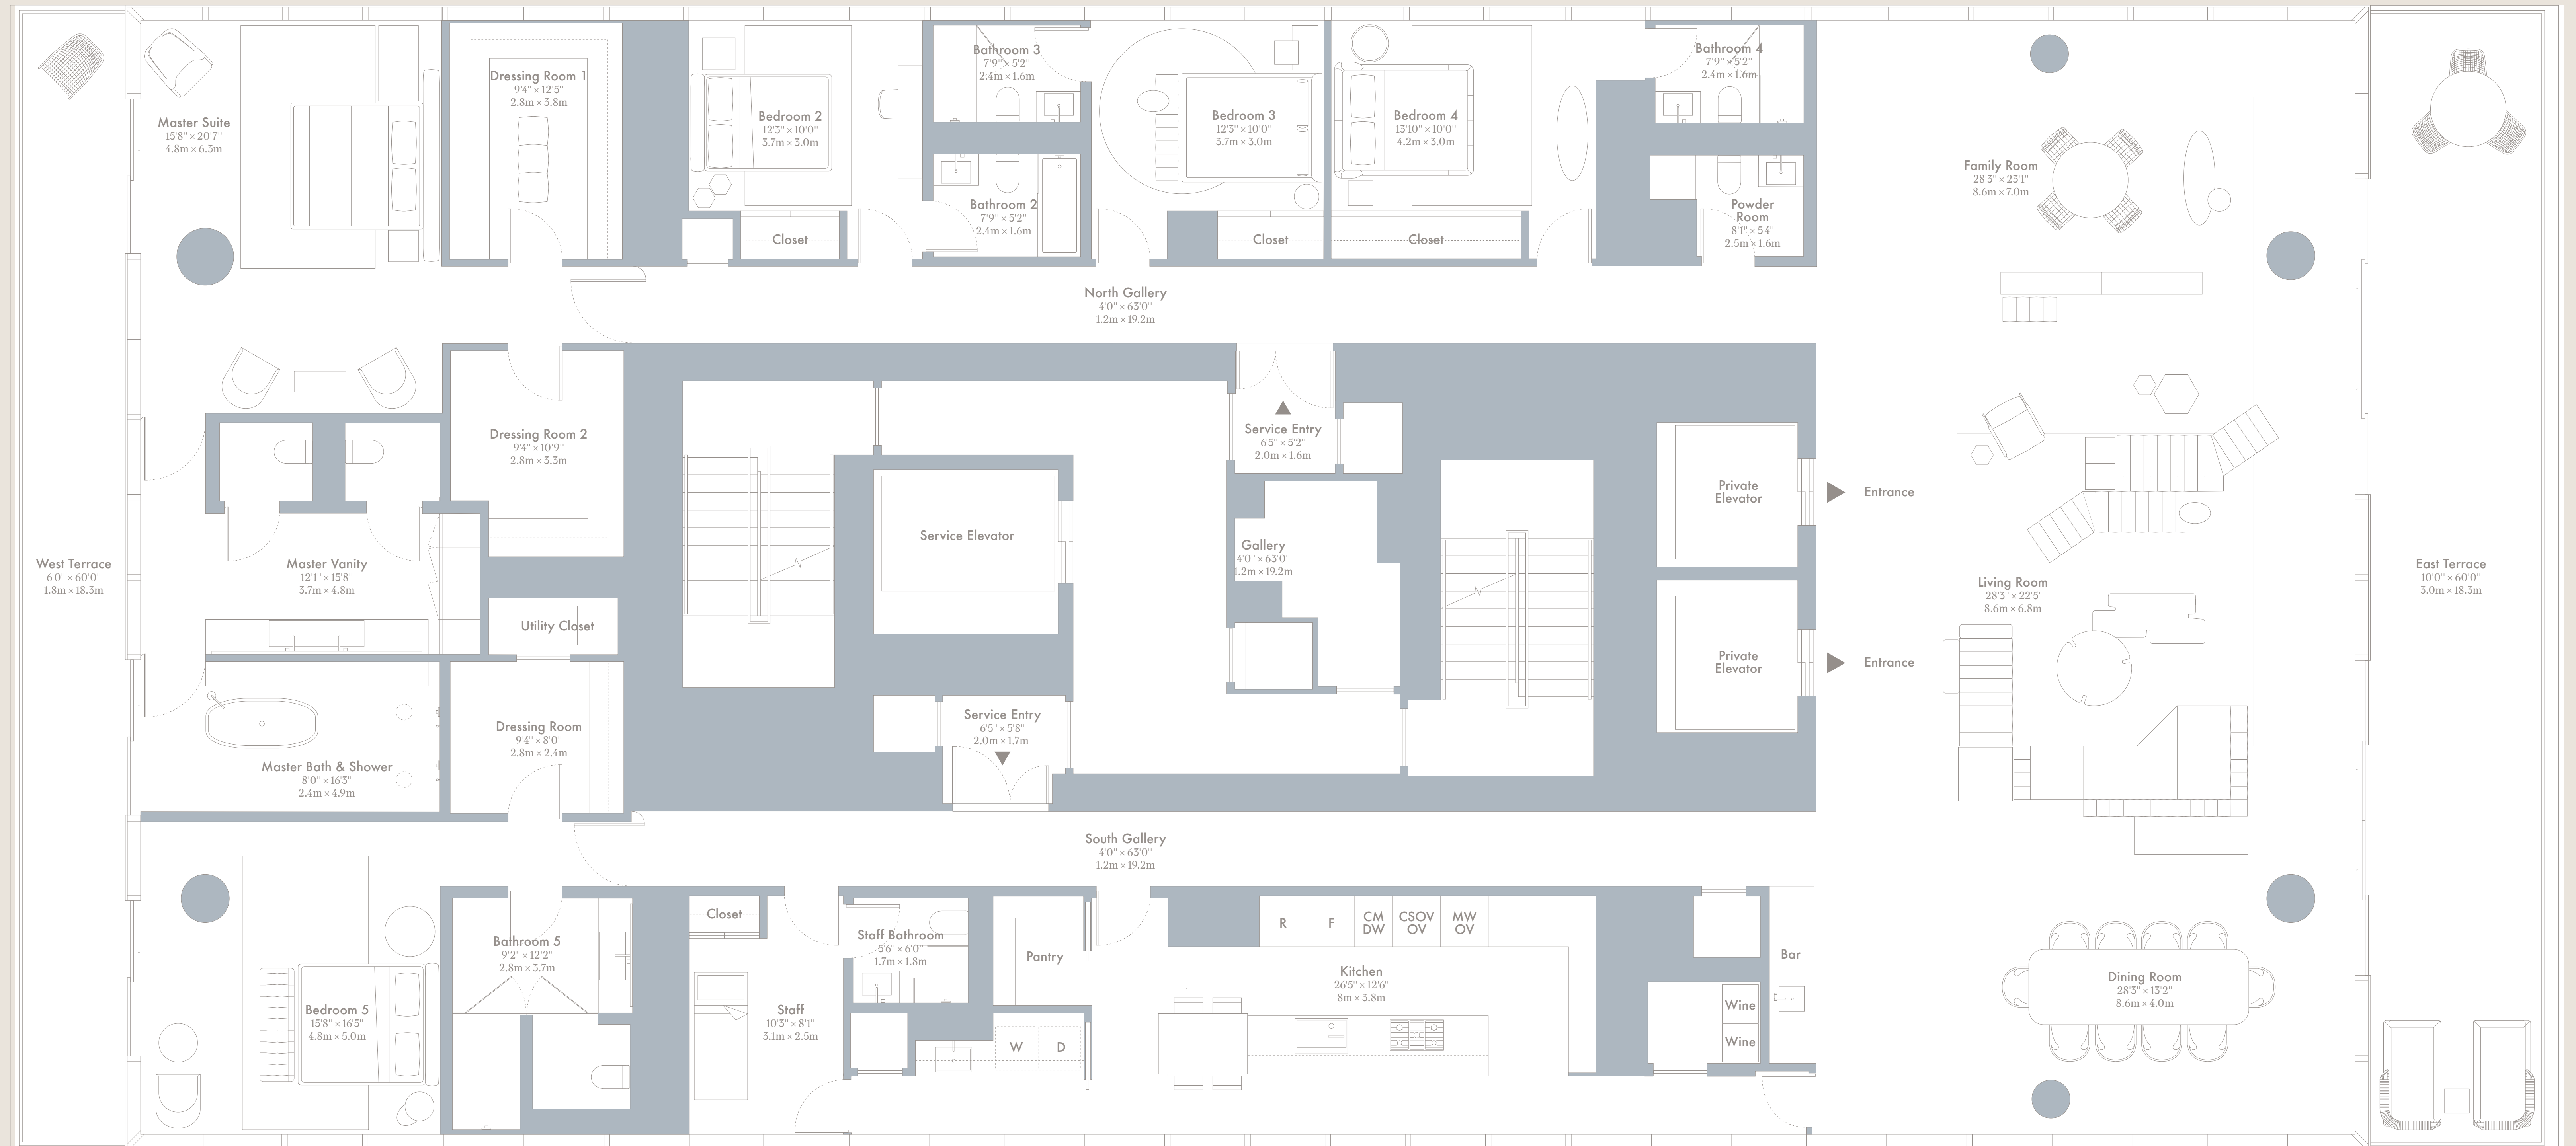 Master Suite
15'8" × 20'7"
4.8m × 6.3m
Dressing Room 1
9'4" × 12'5"
2.8m × 3.8m
Bedroom 2
12'3" × 10'0"
3.7m × 3.0m
Closet
Bathroom 3
7'9" × 5'2"
2.4m × 1.6m
Bathroom 2
7'9" × 5'2"
2.4m × 1.6m
Bedroom 3
12'3" × 10'0"
3.7m × 3.0m
Closet
Bedroom 4
13'10" × 10'0"
4.2m × 3.0m
Closet
Bathroom 4
7'9" × 5'2"
2.4m × 1.6m
Powder
Room
8'1" × 5'4"
2.5m × 1.6m
Family Room
28'3" × 23'1"
8.6m × 7.0m
North Gallery
4'0" × 63'0"
1.2m × 19.2m
Dressing Room 2
9'4" × 10'9"
2.8m × 3.3m
Service Entry
6'5" × 5'2"
2.0m × 1.6m
Private
Elevator
Entrance
Service Elevator
Gallery
4'0" × 63'0"
1.2m × 19.2m
West Terrace
6'0" × 60'0"
1.8m × 18.3m
Master Vanity
12'1" × 15'8"
3.7m × 4.8m
Utility Closet
Living Room
28'3" × 22'5'
8.6m × 6.8m
East Terrace
10'0" × 60'0"
3.0m × 18.3m
Private
Elevator
Entrance
Dressing Room
9'4" × 8'0"
2.8m × 2.4m
Service Entry
6'5" × 5'8"
2.0m × 1.7m
Master Bath & Shower
8'0" × 16'3"
2.4m × 4.9m
South Gallery
4'0" × 63'0"
1.2m × 19.2m
Closet
Staff Bathroom
5'6" × 6'0"
1.7m × 1.8m
Pantry
R
F
CM
DW
CSOV
OV
MW
OV
Bathroom 5
9'2" × 12'2"
2.8m × 3.7m
Bar
Kitchen
26'5" × 12'6"
8m × 3.8m
Dining Room
28'3" × 13'2"
8.6m × 4.0m
Bedroom 5
15'8" × 16'5"
4.8m × 5.0m
Staff
10'3" × 8'1"
3.1m × 2.5m
W
D
Wine
Wine